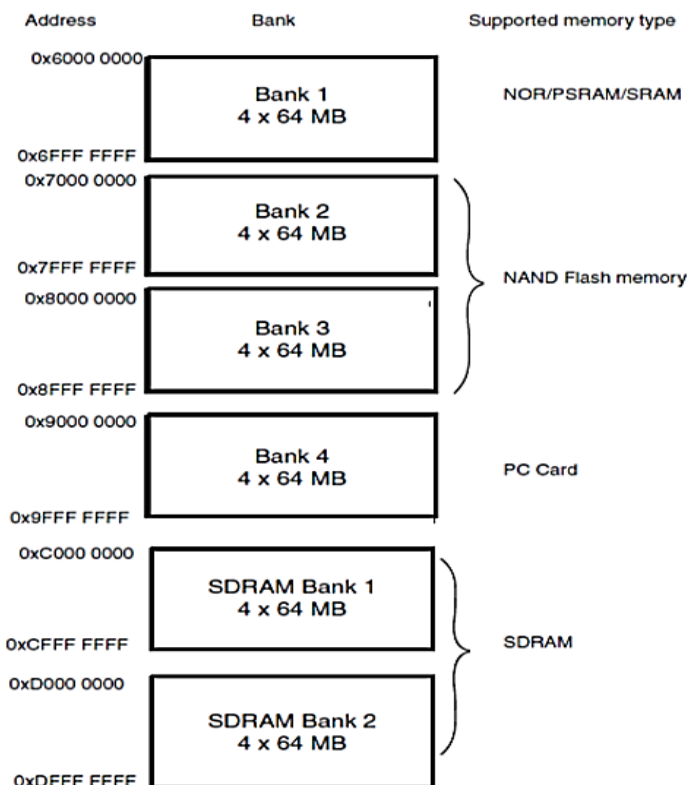 Address Bank Supported memory type
0x6000 0000
Bank 1
4 x 64 MB
NOR/PSRAM/SRAM
0x6FFF FFFF
0x7000 0000
Bank 2
4 x 64 MB
0x7FFF FFFF
NAND Flash memory
0x8000 0000
Bank 3
4 x 64 MB
0x8FFF FFFF
0x9000 0000
Bank 4
4 x 64 MB
PC Card
0x9FFF FFFF
0xC000 0000
SDRAM Bank 1
4 x 64 MB
0xCFFF FFFF
SDRAM
0xD000 0000
SDRAM Bank 2
4 x 64 MB
0xDFFF FFFF